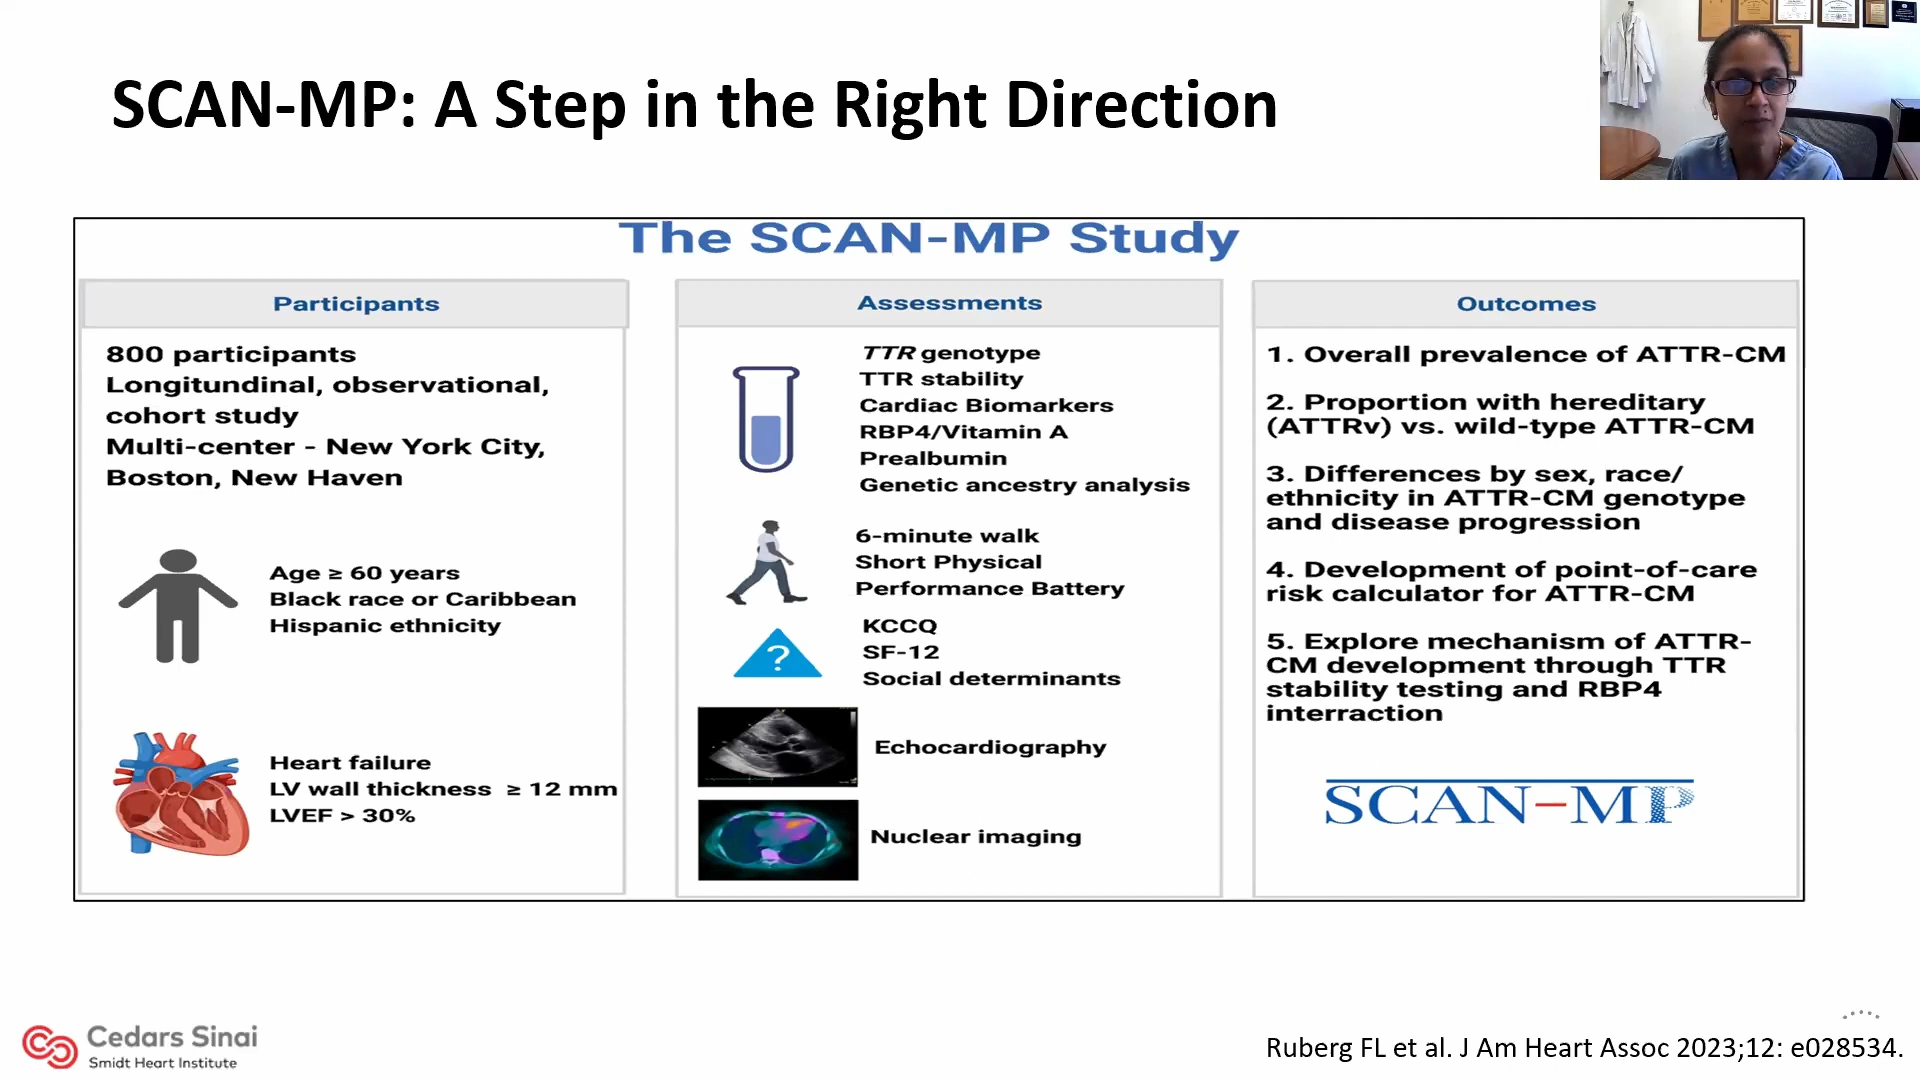 SCAN-MP: A Step in the Right Direction
The SCAN-MP Study
Participants
800 participants
Longitundinal, observational,
cohort study
Multi-center - New York City,
Boston, New Haven
Age ≥ 60 years
Black race or Caribbean
Hispanic ethnicity
Heart failure
LV wall thickness ≥ 12 mm
LVEF > 30%
Assessments
TTR genotype
TTR stability
Cardiac Biomarkers
RBP4/Vitamin A
Prealbumin
Genetic ancestry analysis
6-minute walk
Short Physical
Performance Battery
?
KCCQ
SF-12
Social determinants
Echocardiography
Nuclear imaging
Outcomes
1. Overall prevalence of ATTR-CM
2. Proportion with hereditary
(ATTRv) vs. wild-type ATTR-CM
3. Differences by sex, race/
ethnicity in ATTR-CM genotype
and disease progression
4. Development of point-of-care
risk calculator for ATTR-CM
5. Explore mechanism of ATTR-
CM development through TTR
stability testing and RBP4
interraction
SCAN-MP
Cedars Sinai
Smidt Heart Institute
Ruberg FL et al. J Am Heart Assoc 2023;12: e028534.